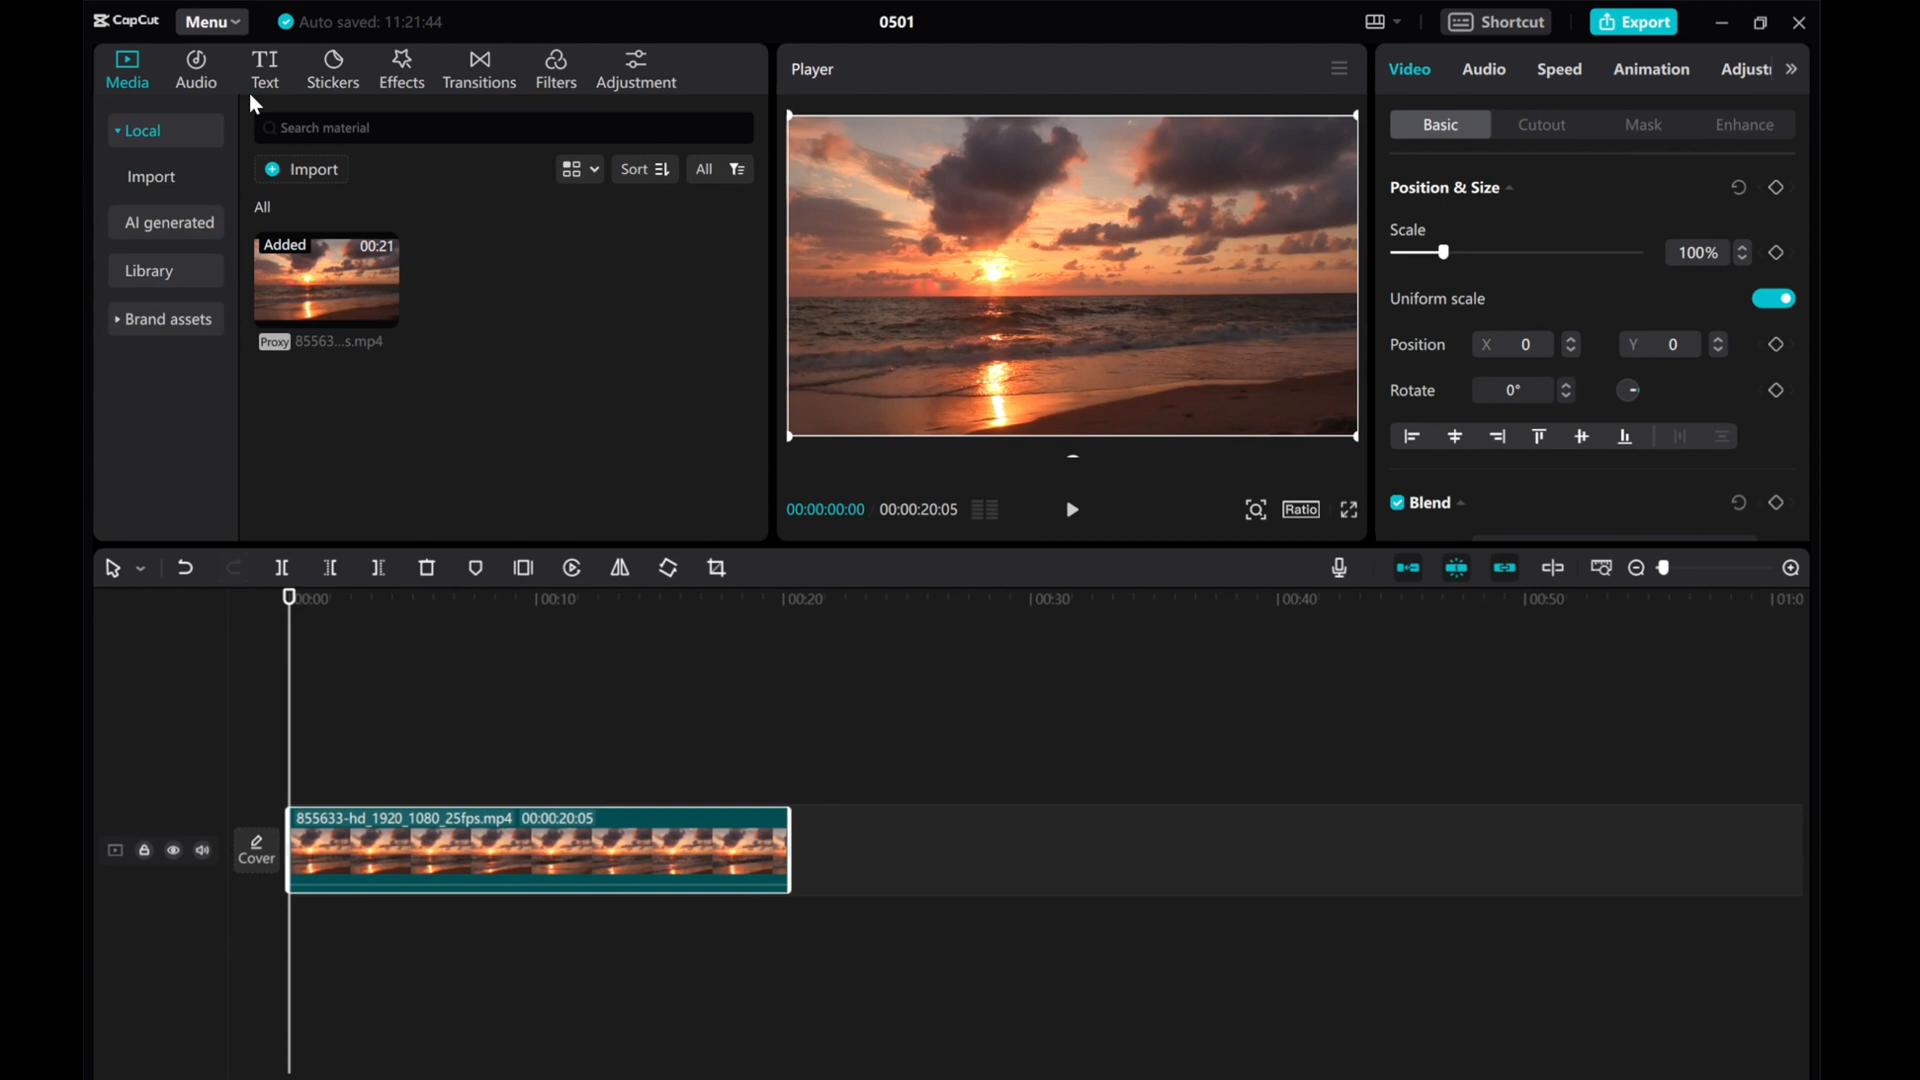 CapCut Menu Auto saved: 11:21:44 0501 Shortcut Export
Media Audio Text Stickers Effects Transitions Filters Adjustment
Player
Video Audio Speed Animation Adjust
Local
Import
AI generated
Library
Brand assets
Search material
Import Sort All
All
Added 00:21
Proxy 85563...s.mp4
00:00:00:00 00:00:20:05 Ratio
Basic Cutout Mask Enhance
Position & Size
Scale
100%
Uniform scale
Position X 0 Y 0
Rotate 0°
Blend
00:00 00:10 00:20 00:30 00:40 00:50 01:0
855633-hd_1920_1080_25fps.mp4 00:00:20:05
Cover